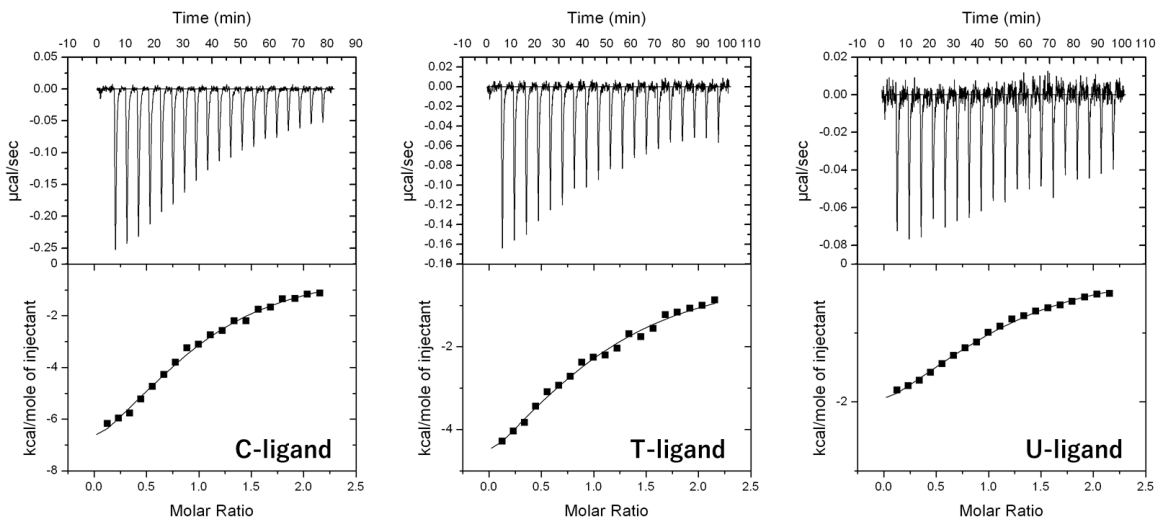 Time (min)
-10 0 10 20 30 40 50 60 70 80 90
0.05
0.00
-0.05
-0.10
-0.15
-0.20
-0.25
µcal/sec
0
-2
-4
-6
-8
kcal/mole of injectant
C-ligand
0.0 0.5 1.0 1.5 2.0 2.5
Molar Ratio
Time (min)
-10 0 10 20 30 40 50 60 70 80 90 100 110
0.02
0.00
-0.02
-0.04
-0.06
-0.08
-0.10
-0.12
-0.14
-0.16
-0.18
µcal/sec
0
-2
-4
kcal/mole of injectant
T-ligand
0.0 0.5 1.0 1.5 2.0 2.5
Molar Ratio
Time (min)
-10 0 10 20 30 40 50 60 70 80 90 100 110
0.02
0.00
-0.02
-0.04
-0.06
-0.08
µcal/sec
0
-2
kcal/mole of injectant
U-ligand
0.0 0.5 1.0 1.5 2.0 2.5
Molar Ratio